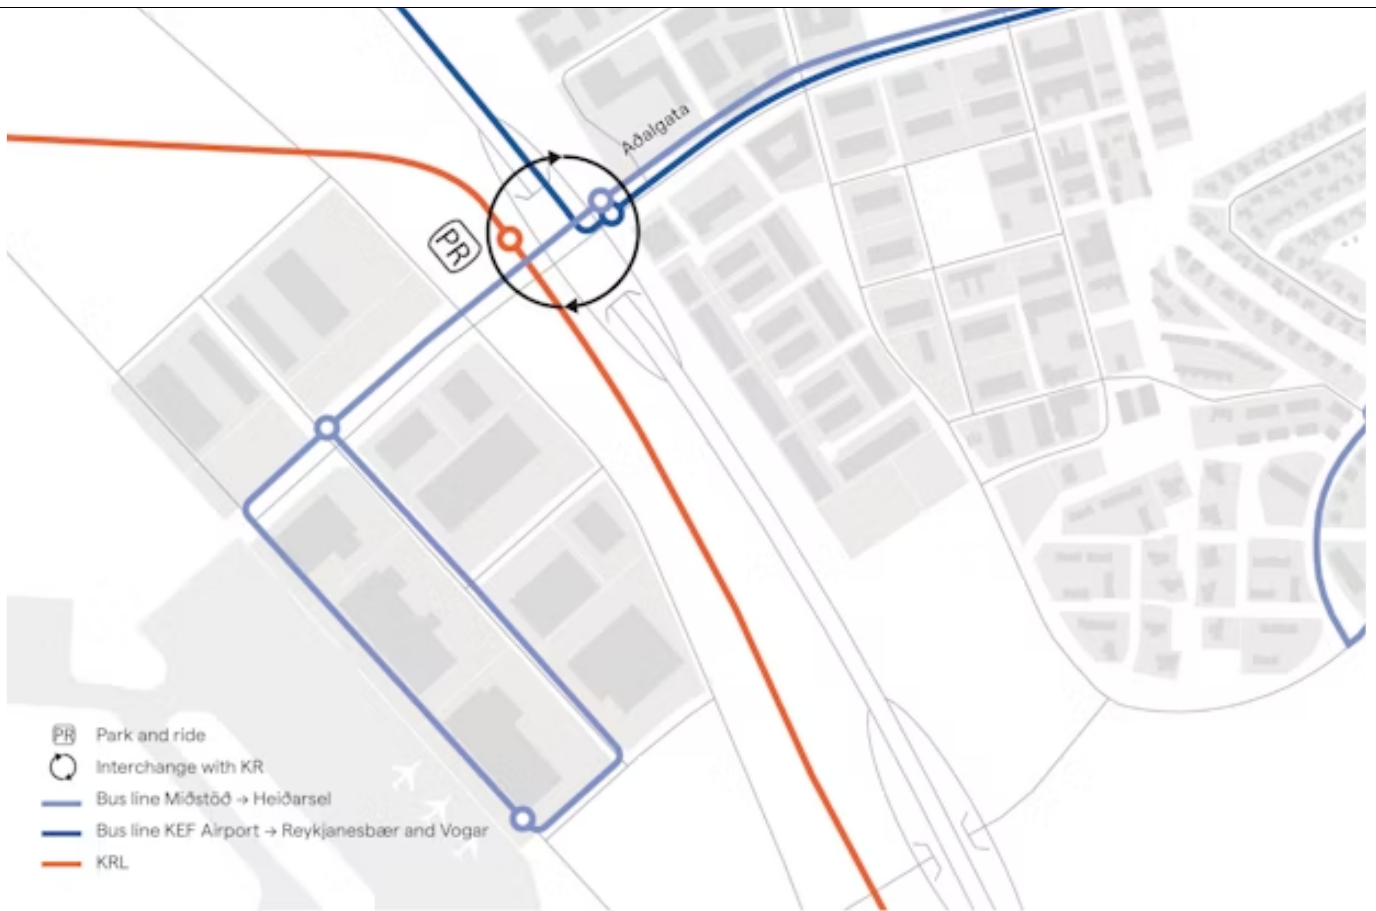 Aðalgata
PR
PR Park and ride
Interchange with KR
Bus line Miðstöð → Heiðarsel
Bus line KEF Airport → Reykjanesbær and Vogar
KRL